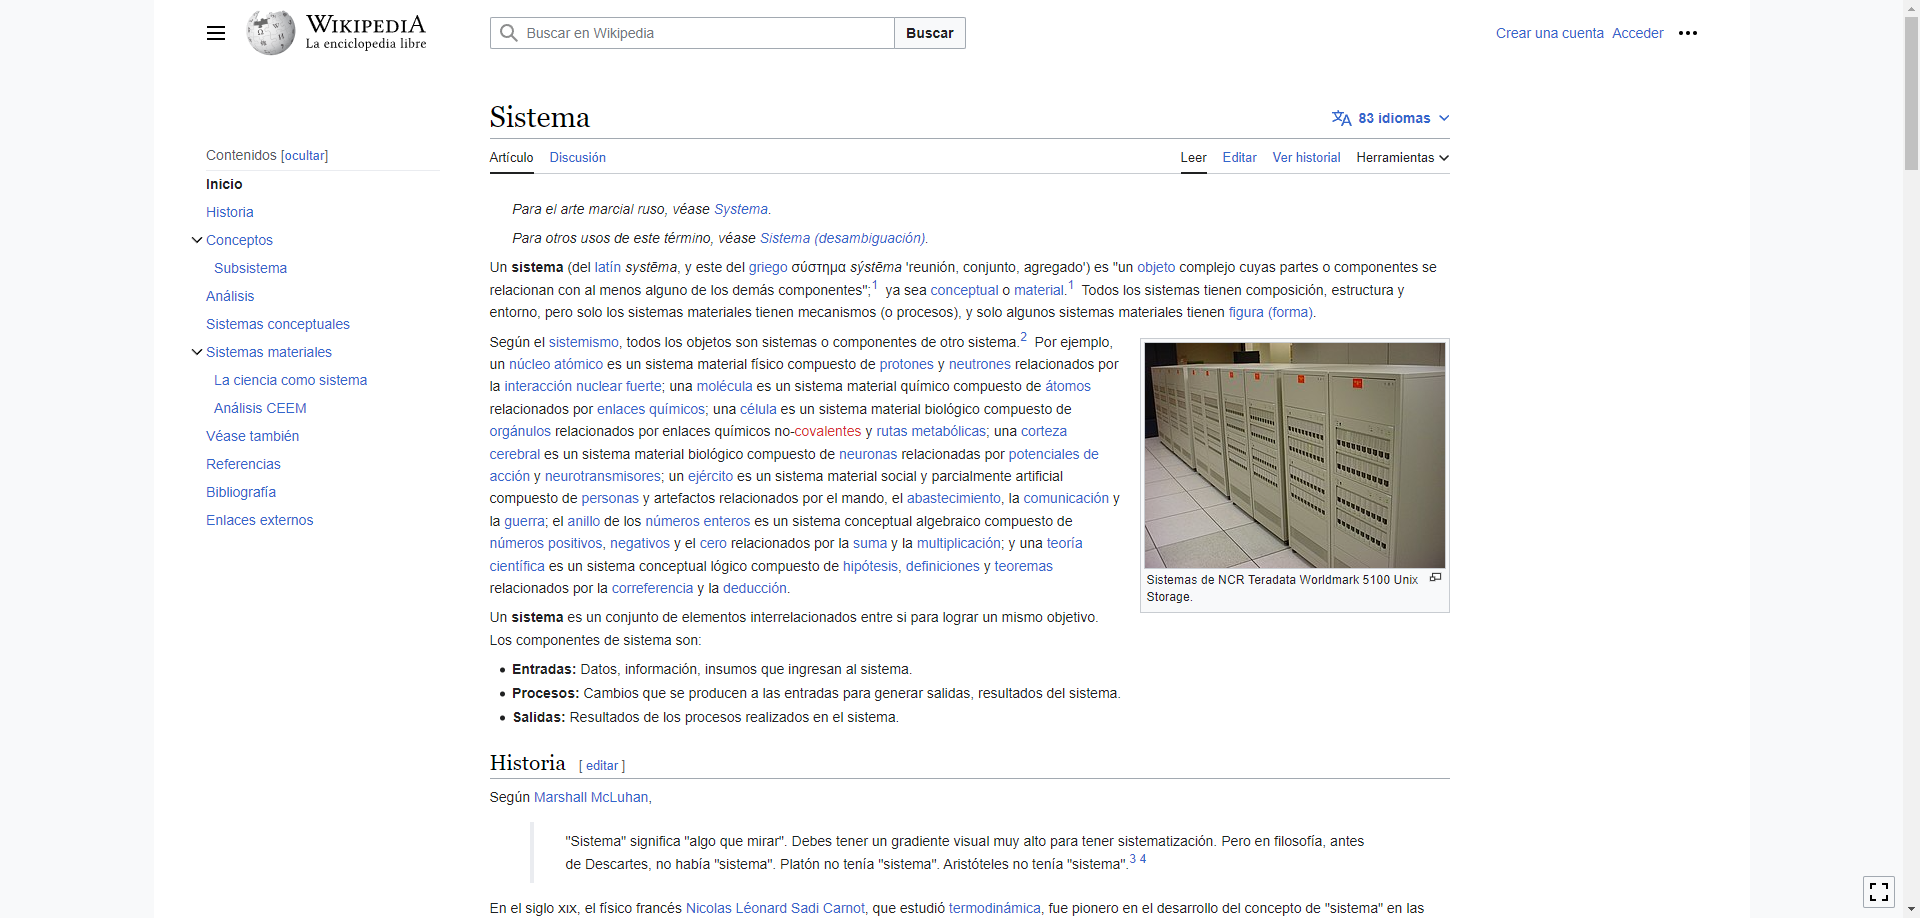 WIKIPEDIA
La enciclopedia libre
Buscar en Wikipedia
Buscar
Crear una cuenta Acceder
Sistema
83 idiomas
Artículo Discusión
Leer Editar Ver historial Herramientas
Contenidos [ocultar]
Inicio
Historia
Conceptos
Subsistema
Análisis
Sistemas conceptuales
Sistemas materiales
La ciencia como sistema
Análisis CEEM
Véase también
Referencias
Bibliografía
Enlaces externos
Para el arte marcial ruso, véase Systema.
Para otros usos de este término, véase Sistema (desambiguación).
Un sistema (del latín systēma, y este del griego σύστημα sýstēma 'reunión, conjunto, agregado') es "un objeto complejo cuyas partes o componentes se
relacionan con al menos alguno de los demás componentes";1 ya sea conceptual o material.1 Todos los sistemas tienen composición, estructura y
entorno, pero solo los sistemas materiales tienen mecanismos (o procesos), y solo algunos sistemas materiales tienen figura (forma).
Según el sistemismo, todos los objetos son sistemas o componentes de otro sistema.2 Por ejemplo,
un núcleo atómico es un sistema material físico compuesto de protones y neutrones relacionados por
la interacción nuclear fuerte; una molécula es un sistema material químico compuesto de átomos
relacionados por enlaces químicos; una célula es un sistema material biológico compuesto de
orgánulos relacionados por enlaces químicos no-covalentes y rutas metabólicas; una corteza
cerebral es un sistema material biológico compuesto de neuronas relacionadas por potenciales de
acción y neurotransmisores; un ejército es un sistema material social y parcialmente artificial
compuesto de personas y artefactos relacionados por el mando, el abastecimiento, la comunicación y
la guerra; el anillo de los números enteros es un sistema conceptual algebraico compuesto de
números positivos, negativos y el cero relacionados por la suma y la multiplicación; y una teoría
científica es un sistema conceptual lógico compuesto de hipótesis, definiciones y teoremas
relacionados por la correferencia y la deducción.
Sistemas de NCR Teradata Worldmark 5100 Unix
Storage.
Un sistema es un conjunto de elementos interrelacionados entre si para lograr un mismo objetivo.
Los componentes de sistema son:
• Entradas: Datos, información, insumos que ingresan al sistema.
• Procesos: Cambios que se producen a las entradas para generar salidas, resultados del sistema.
• Salidas: Resultados de los procesos realizados en el sistema.
Historia [ editar ]
Según Marshall McLuhan,
"Sistema" significa "algo que mirar". Debes tener un gradiente visual muy alto para tener sistematización. Pero en filosofía, antes
de Descartes, no había "sistema". Platón no tenía "sistema". Aristóteles no tenía "sistema".3 4
En el siglo XIX, el físico francés Nicolas Léonard Sadi Carnot, que estudió termodinámica, fue pionero en el desarrollo del concepto de "sistema" en las